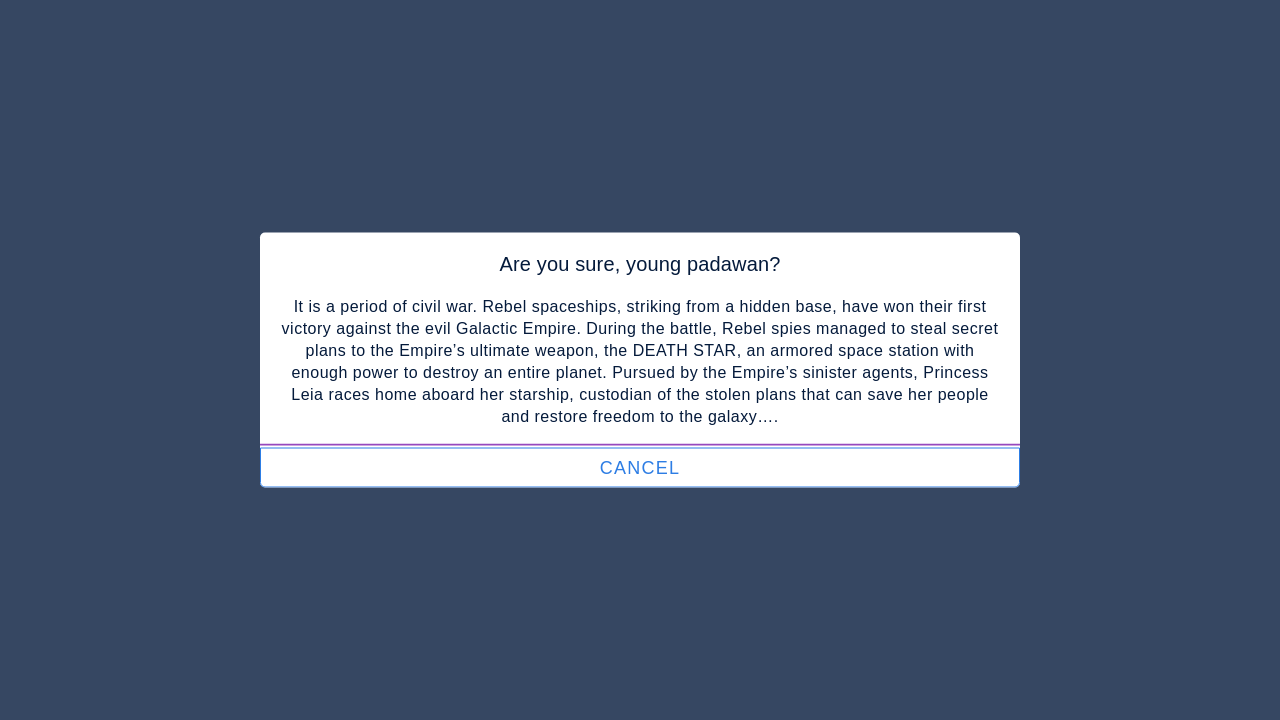 Are you sure, young padawan?
It is a period of civil war. Rebel spaceships, striking from a hidden base, have won their first
victory against the evil Galactic Empire. During the battle, Rebel spies managed to steal secret
plans to the Empire’s ultimate weapon, the DEATH STAR, an armored space station with
enough power to destroy an entire planet. Pursued by the Empire’s sinister agents, Princess
Leia races home aboard her starship, custodian of the stolen plans that can save her people
and restore freedom to the galaxy….
CANCEL